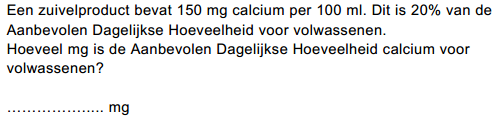 Een zuivelproduct bevat 150 mg calcium per 100 ml. Dit is 20% van de
Aanbevolen Dagelijkse Hoeveelheid voor volwassenen.
Hoeveel mg is de Aanbevolen Dagelijkse Hoeveelheid calcium voor
volwassenen?
…………………. mg